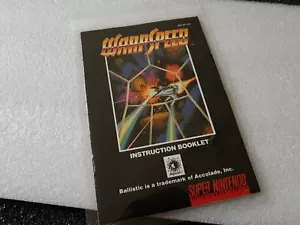 WARPSPEED
INSTRUCTION BOOKLET
Ballistic is a trademark of Accolade, Inc.
SUPER NINTENDO